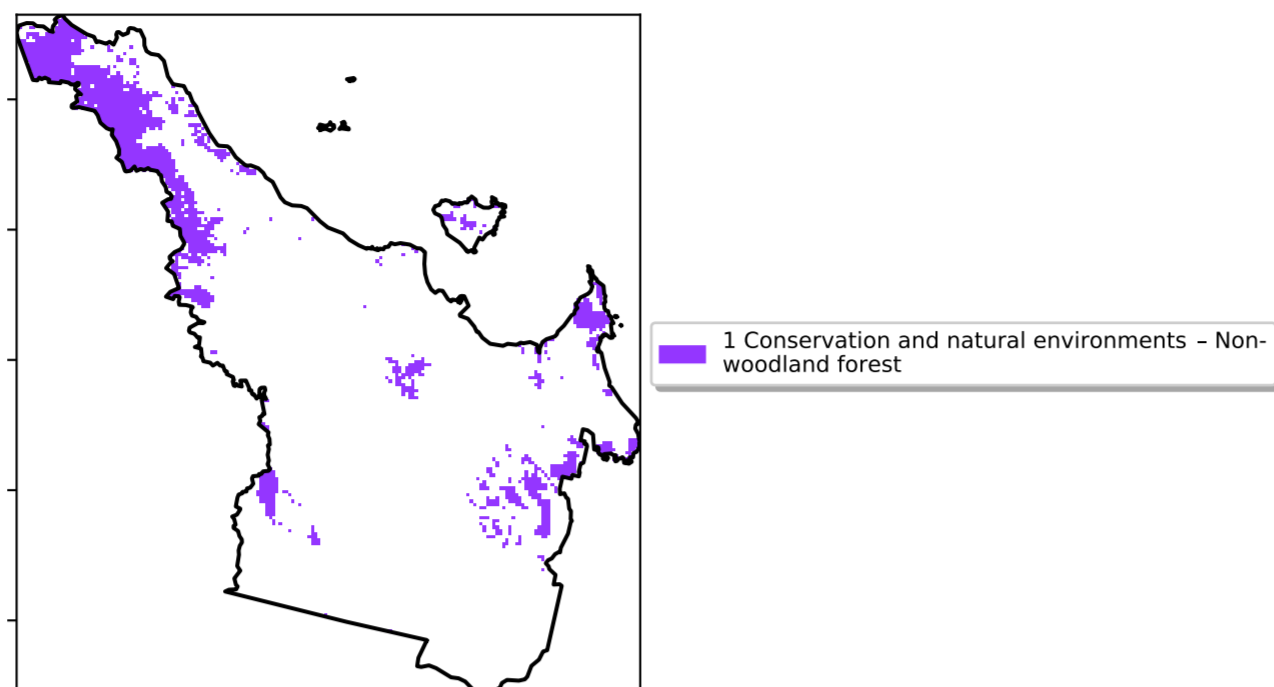 1 Conservation and natural environments – Non-
woodland forest